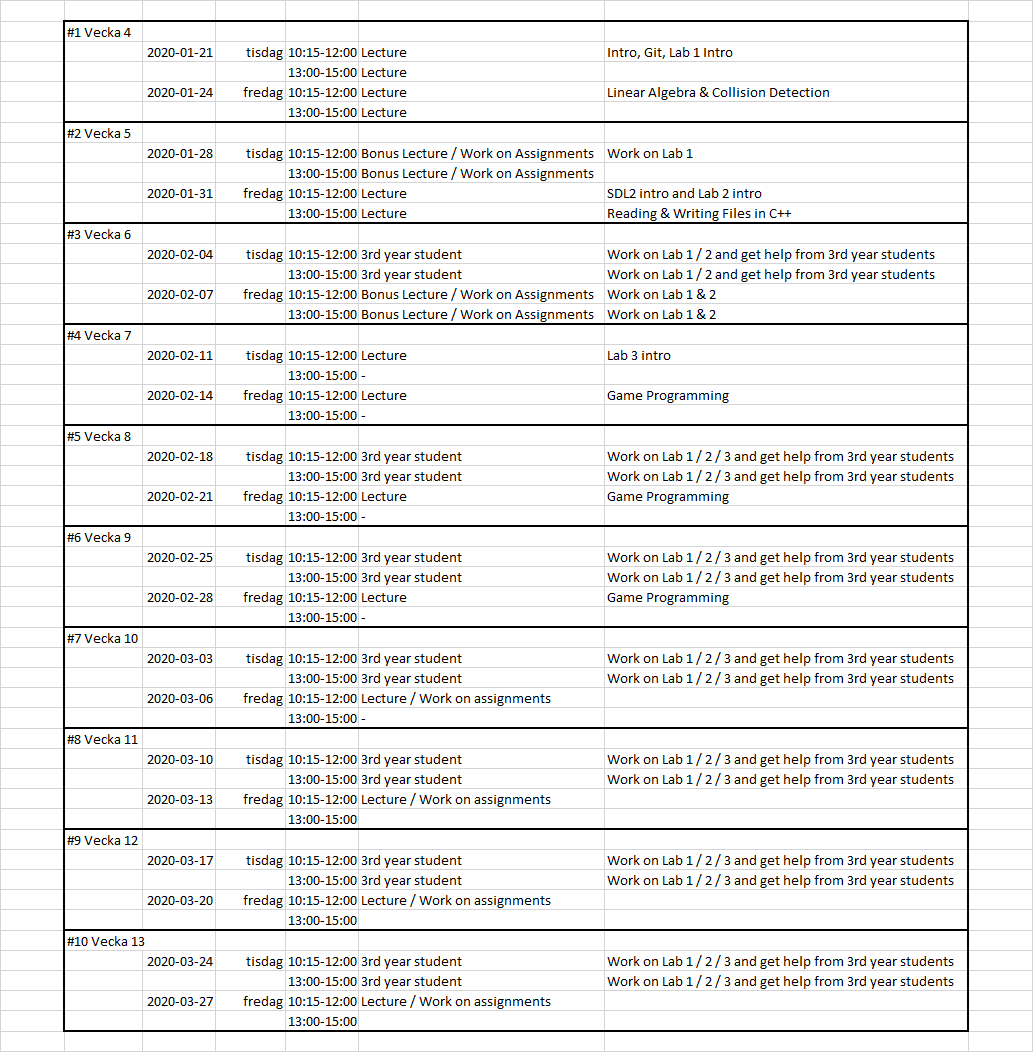 #1 Vecka 4
2020-01-21 tisdag 10:15-12:00 Lecture Intro, Git, Lab 1 Intro
13:00-15:00 Lecture
2020-01-24 fredag 10:15-12:00 Lecture Linear Algebra & Collision Detection
13:00-15:00 Lecture
#2 Vecka 5
2020-01-28 tisdag 10:15-12:00 Bonus Lecture / Work on Assignments Work on Lab 1
13:00-15:00 Bonus Lecture / Work on Assignments
2020-01-31 fredag 10:15-12:00 Lecture SDL2 intro and Lab 2 intro
13:00-15:00 Lecture Reading & Writing Files in C++
#3 Vecka 6
2020-02-04 tisdag 10:15-12:00 3rd year student Work on Lab 1 / 2 and get help from 3rd year students
13:00-15:00 3rd year student Work on Lab 1 / 2 and get help from 3rd year students
2020-02-07 fredag 10:15-12:00 Bonus Lecture / Work on Assignments Work on Lab 1 & 2
13:00-15:00 Bonus Lecture / Work on Assignments Work on Lab 1 & 2
#4 Vecka 7
2020-02-11 tisdag 10:15-12:00 Lecture Lab 3 intro
13:00-15:00 -
2020-02-14 fredag 10:15-12:00 Lecture Game Programming
13:00-15:00 -
#5 Vecka 8
2020-02-18 tisdag 10:15-12:00 3rd year student Work on Lab 1 / 2 / 3 and get help from 3rd year students
13:00-15:00 3rd year student Work on Lab 1 / 2 / 3 and get help from 3rd year students
2020-02-21 fredag 10:15-12:00 Lecture Game Programming
13:00-15:00 -
#6 Vecka 9
2020-02-25 tisdag 10:15-12:00 3rd year student Work on Lab 1 / 2 / 3 and get help from 3rd year students
13:00-15:00 3rd year student Work on Lab 1 / 2 / 3 and get help from 3rd year students
2020-02-28 fredag 10:15-12:00 Lecture Game Programming
13:00-15:00 -
#7 Vecka 10
2020-03-03 tisdag 10:15-12:00 3rd year student Work on Lab 1 / 2 / 3 and get help from 3rd year students
13:00-15:00 3rd year student Work on Lab 1 / 2 / 3 and get help from 3rd year students
2020-03-06 fredag 10:15-12:00 Lecture / Work on assignments
13:00-15:00 -
#8 Vecka 11
2020-03-10 tisdag 10:15-12:00 3rd year student Work on Lab 1 / 2 / 3 and get help from 3rd year students
13:00-15:00 3rd year student Work on Lab 1 / 2 / 3 and get help from 3rd year students
2020-03-13 fredag 10:15-12:00 Lecture / Work on assignments
13:00-15:00
#9 Vecka 12
2020-03-17 tisdag 10:15-12:00 3rd year student Work on Lab 1 / 2 / 3 and get help from 3rd year students
13:00-15:00 3rd year student Work on Lab 1 / 2 / 3 and get help from 3rd year students
2020-03-20 fredag 10:15-12:00 Lecture / Work on assignments
13:00-15:00
#10 Vecka 13
2020-03-24 tisdag 10:15-12:00 3rd year student Work on Lab 1 / 2 / 3 and get help from 3rd year students
13:00-15:00 3rd year student Work on Lab 1 / 2 / 3 and get help from 3rd year students
2020-03-27 fredag 10:15-12:00 Lecture / Work on assignments
13:00-15:00